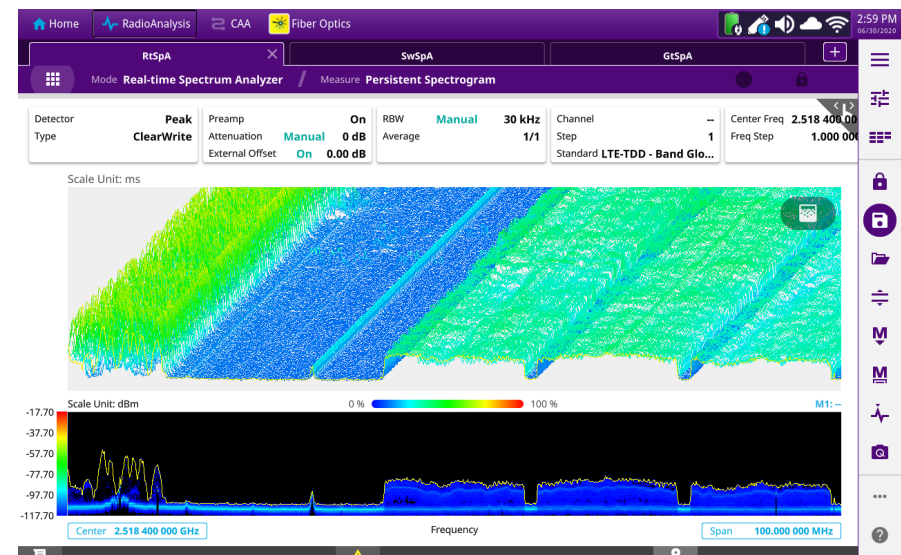 Home RadioAnalysis CAA Fiber Optics 2:59 PM
06/30/2020
RtSpA SwSpA GtSpA
Mode Real-time Spectrum Analyzer / Measure Persistent Spectrogram
Detector Peak
Type ClearWrite
Preamp On
Attenuation Manual 0 dB
External Offset On 0.00 dB
RBW Manual 30 kHz
Average 1/1
Channel --
Step 1
Standard LTE-TDD - Band Glo...
Center Freq 2.518 400 00
Freq Step 1.000 000
Scale Unit: ms
Scale Unit: dBm 0 % 100 % M1: --
-17.70
-37.70
-57.70
-77.70
-97.70
-117.70
Center 2.518 400 000 GHz Frequency Span 100.000 000 MHz